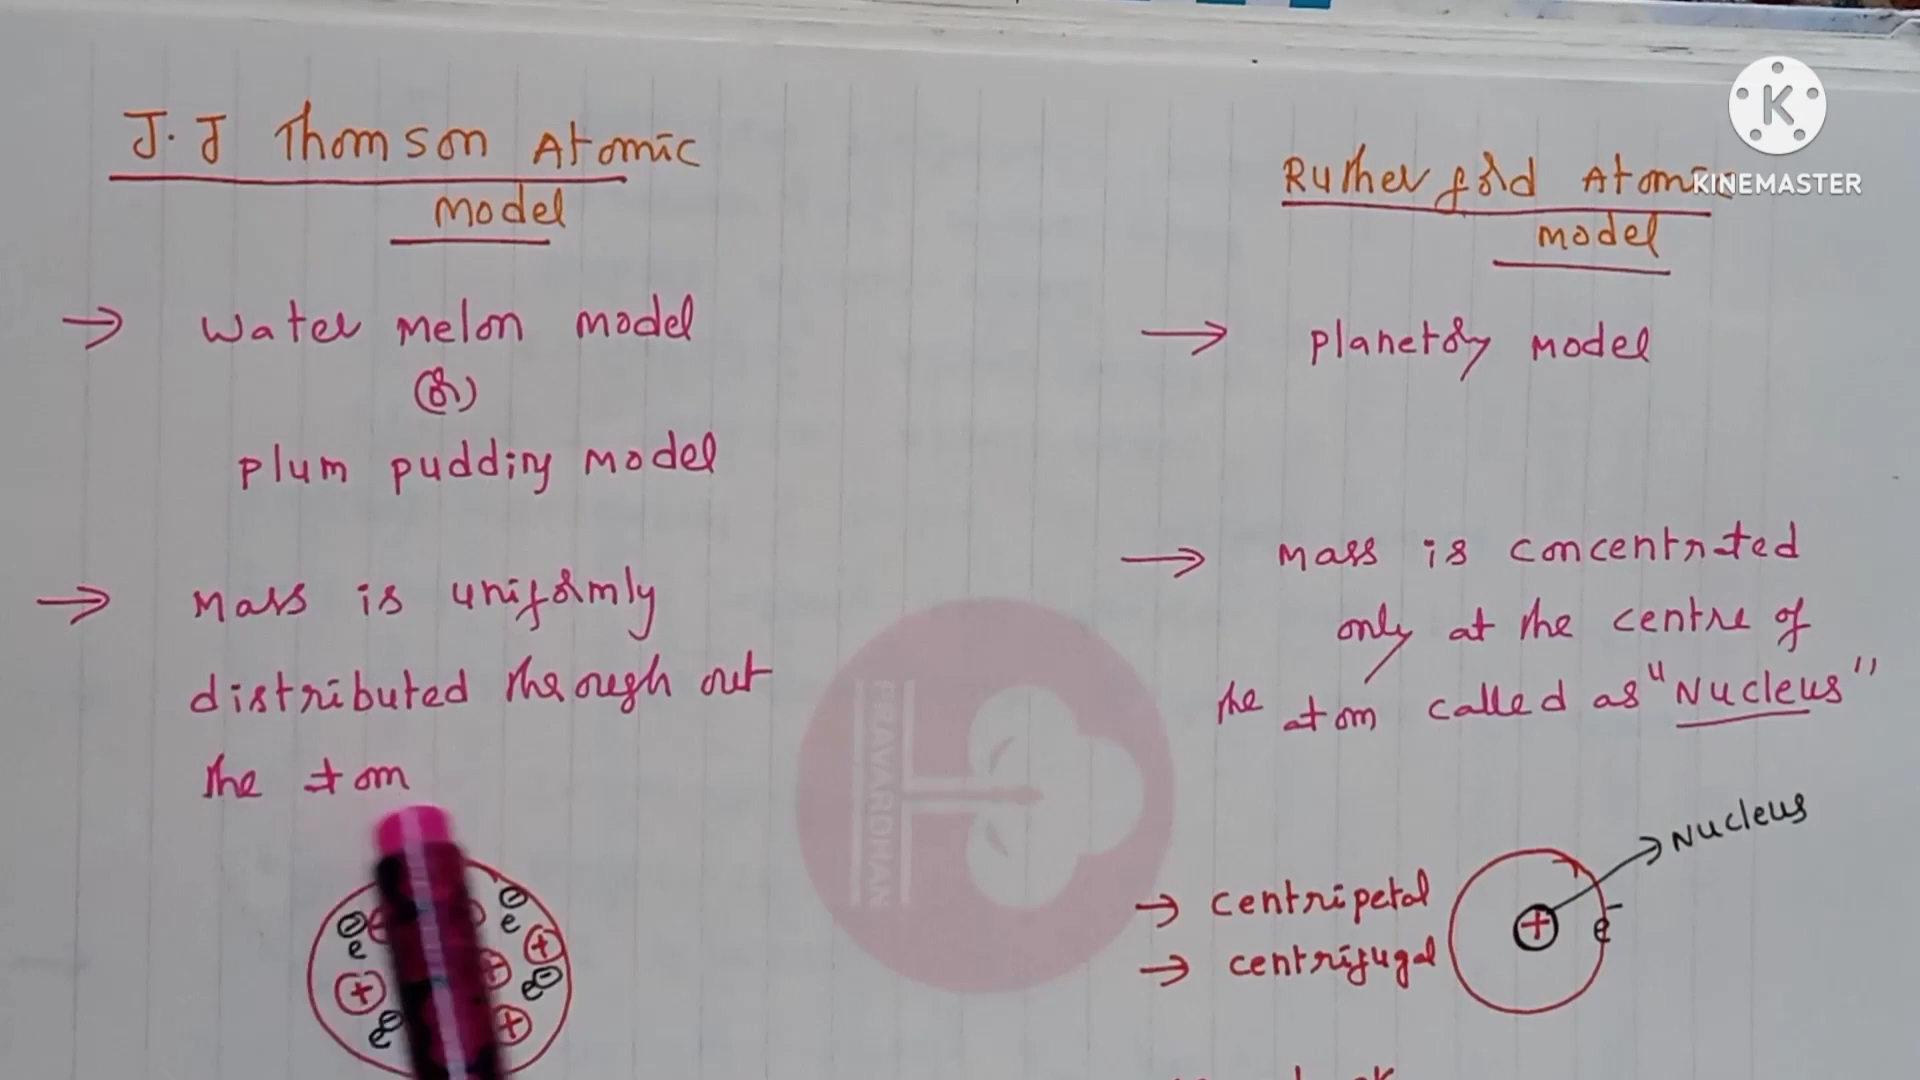 J.J Thomson Atomic
model
→ Water melon model
(or)
plum pudding model
→ Mass is uniformly
distributed through out
the atom
e
e
+
+
e
+
e
+
Rutherford Atomic
model
KINEMASTER
→ planetory model
→ Mass is concentrated
only at the centre of
the atom called as "Nucleus"
→ centripetal
→ centrifugal
Nucleus
+
e-
PRAVARDHAN